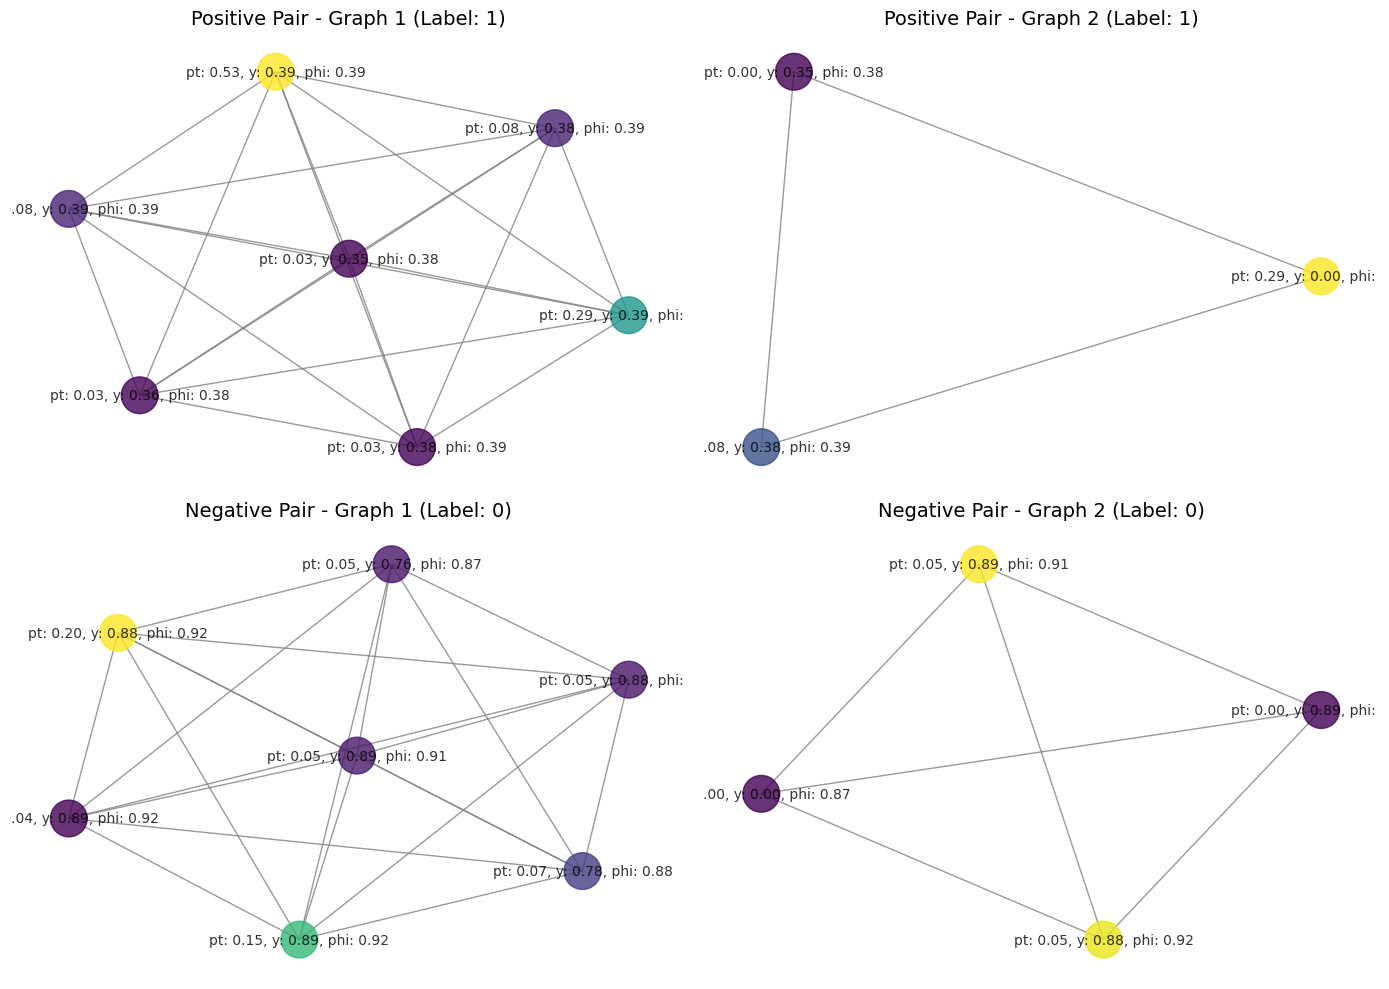 Positive Pair - Graph 1 (Label: 1)
pt: 0.53, y: 0.39, phi: 0.39
pt: 0.08, y: 0.38, phi: 0.39
.08, y: 0.39, phi: 0.39
pt: 0.03, y: 0.35, phi: 0.38
pt: 0.29, y: 0.39, phi:
pt: 0.03, y: 0.36, phi: 0.38
pt: 0.03, y: 0.38, phi: 0.39
Positive Pair - Graph 2 (Label: 1)
pt: 0.00, y: 0.35, phi: 0.38
pt: 0.29, y: 0.00, phi:
.08, y: 0.38, phi: 0.39
Negative Pair - Graph 1 (Label: 0)
pt: 0.05, y: 0.76, phi: 0.87
pt: 0.20, y: 0.88, phi: 0.92
pt: 0.05, y: 0.88, phi:
pt: 0.05, y: 0.89, phi: 0.91
.04, y: 0.89, phi: 0.92
pt: 0.07, y: 0.78, phi: 0.88
pt: 0.15, y: 0.89, phi: 0.92
Negative Pair - Graph 2 (Label: 0)
pt: 0.05, y: 0.89, phi: 0.91
pt: 0.00, y: 0.89, phi:
.00, y: 0.00, phi: 0.87
pt: 0.05, y: 0.88, phi: 0.92